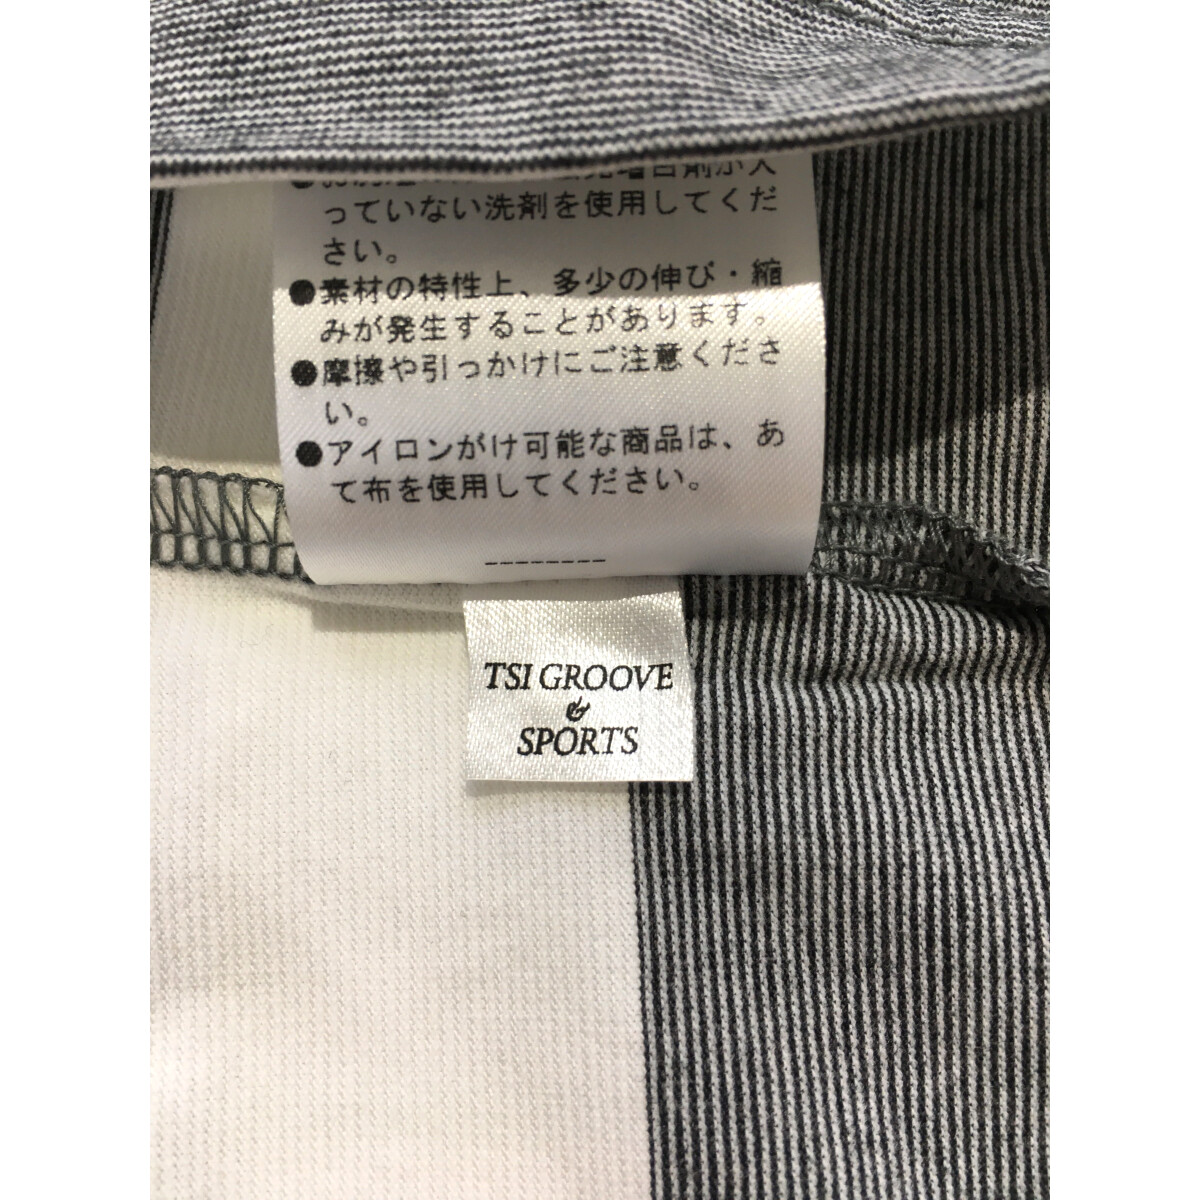 っていない洗剤を使用してくだ
さい。
●素材の特性上、多少の伸び・縮
みが発生することがあります。
●摩擦や引っかけにご注意くださ
い。
●アイロンがけ可能な商品は、あ
て布を使用してください。
--------
TSI GROOVE
&
SPORTS